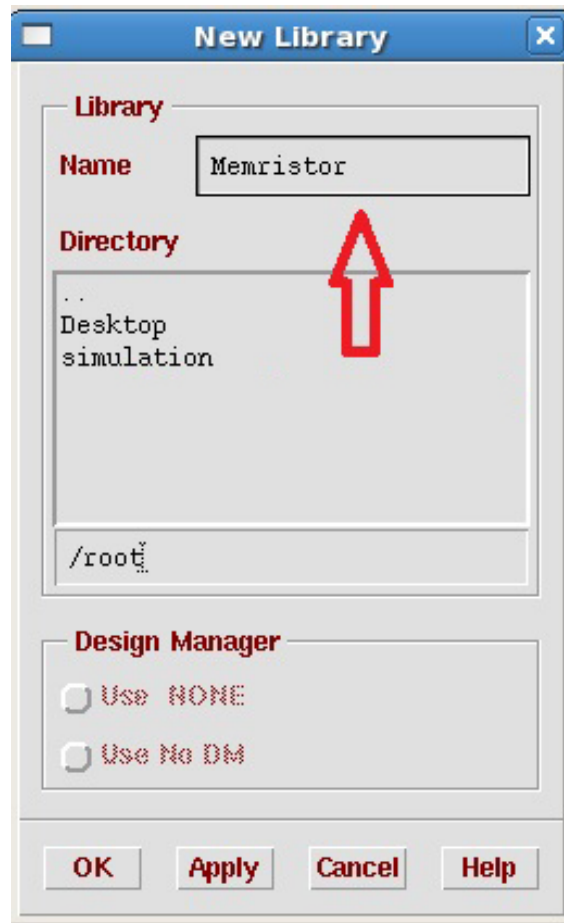 New Library
Library
Name Memristor
Directory
..
Desktop
simulation
/root
Design Manager
Use NONE
Use No DM
OK Apply Cancel Help